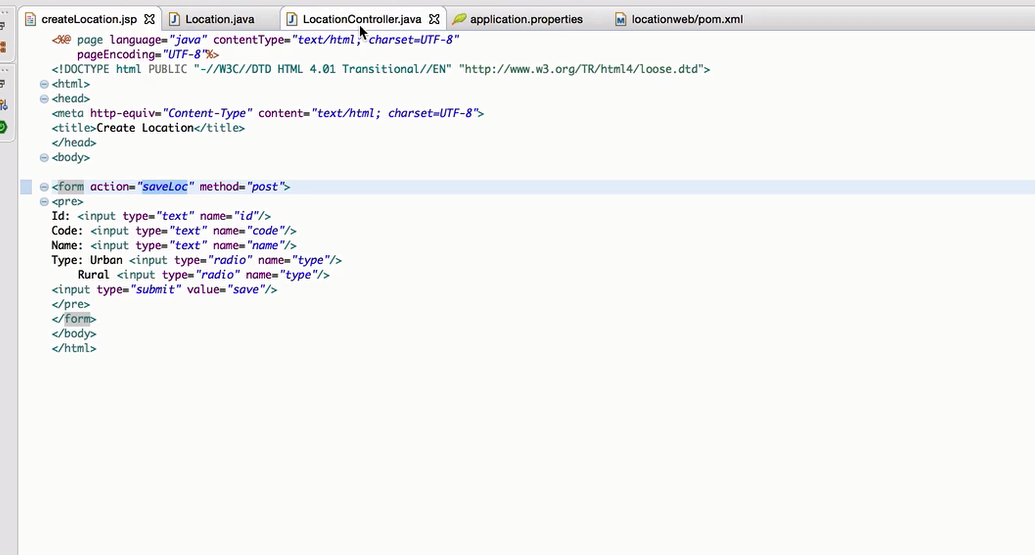 createLocation.jsp Location.java LocationController.java application.properties locationweb/pom.xml
<%@ page language="java" contentType="text/html; charset=UTF-8"
pageEncoding="UTF-8"%>
<!DOCTYPE html PUBLIC "-//W3C//DTD HTML 4.01 Transitional//EN" "http://www.w3.org/TR/html4/loose.dtd">
<html>
<head>
<meta http-equiv="Content-Type" content="text/html; charset=UTF-8">
<title>Create Location</title>
</head>
<body>
<form action="saveLoc" method="post">
<pre>
Id: <input type="text" name="id"/>
Code: <input type="text" name="code"/>
Name: <input type="text" name="name"/>
Type: Urban <input type="radio" name="type"/>
Rural <input type="radio" name="type"/>
<input type="submit" value="save"/>
</pre>
</form>
</body>
</html>